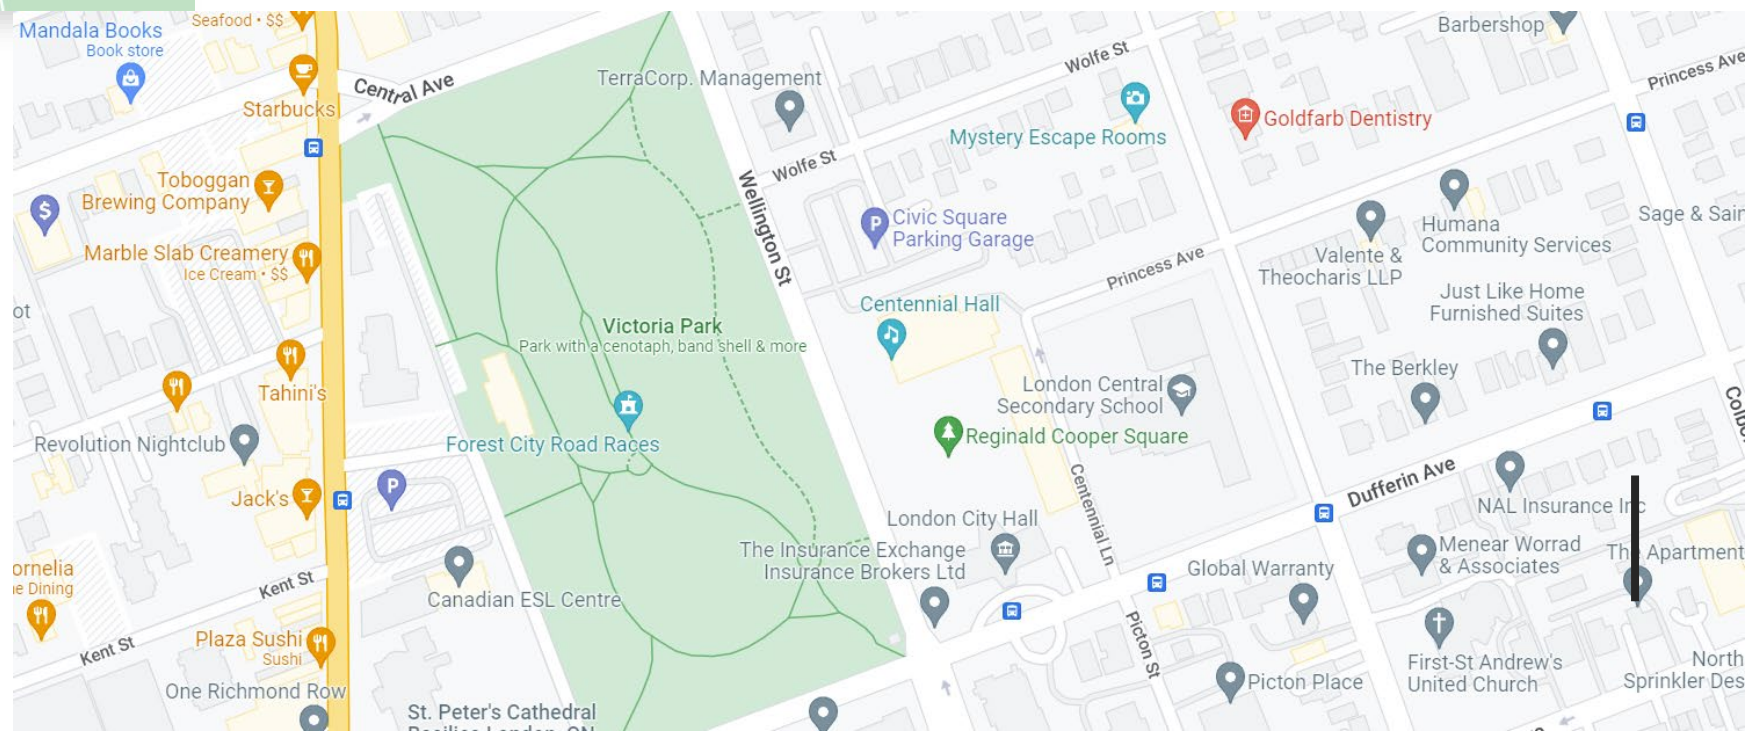 Seafood • $$
Mandala Books
Book store
Starbucks
Central Ave
Toboggan
Brewing Company
Marble Slab Creamery
Ice Cream • $$
ot
Tahini's
Revolution Nightclub
Jack's
ornelia
ne Dining
Kent St
Kent St
Plaza Sushi
Sushi
One Richmond Row
P
Canadian ESL Centre
St. Peter's Cathedral
Basilica London, ON
Victoria Park
Park with a cenotaph, band shell & more
Forest City Road Races
TerraCorp. Management
Wellington St
Wolfe St
Wolfe St
Mystery Escape Rooms
P
Civic Square
Parking Garage
Centennial Hall
Princess Ave
London Central
Secondary School
Reginald Cooper Square
Centennial Ln
London City Hall
The Insurance Exchange
Insurance Brokers Ltd
Picton St
Barbershop
Princess Ave
Goldfarb Dentistry
Humana
Community Services
Sage & Sain
Valente &
Theocharis LLP
Just Like Home
Furnished Suites
The Berkley
Dufferin Ave
NAL Insurance Inc
Menear Worrad
& Associates
The Apartment
Global Warranty
Picton Place
First-St Andrew's
United Church
North
Sprinkler Des
Colbo
$